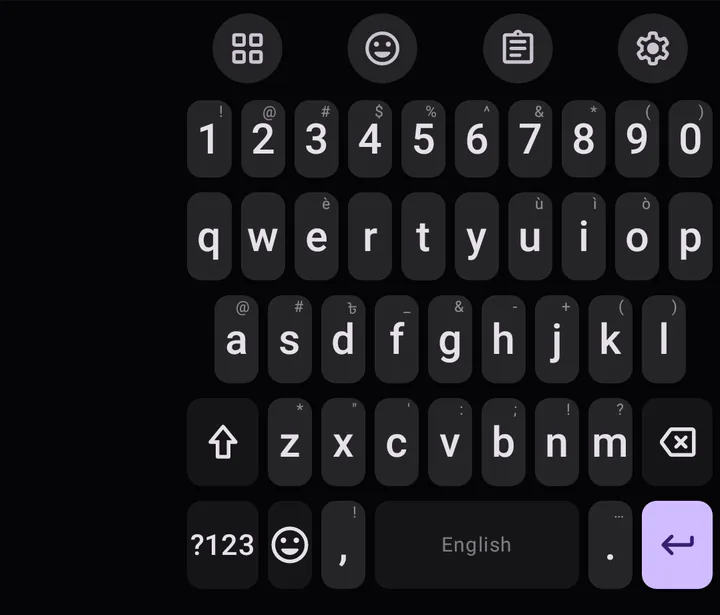 ! @ # $ % ^ & * ( )
1 2 3 4 5 6 7 8 9 0
è ù ì ò
q w e r t y u i o p
@ # _ & - + ( )
a s d f g h j k l
* " ' : ; ! ?
z x c v b n m
! …
?123 , English .